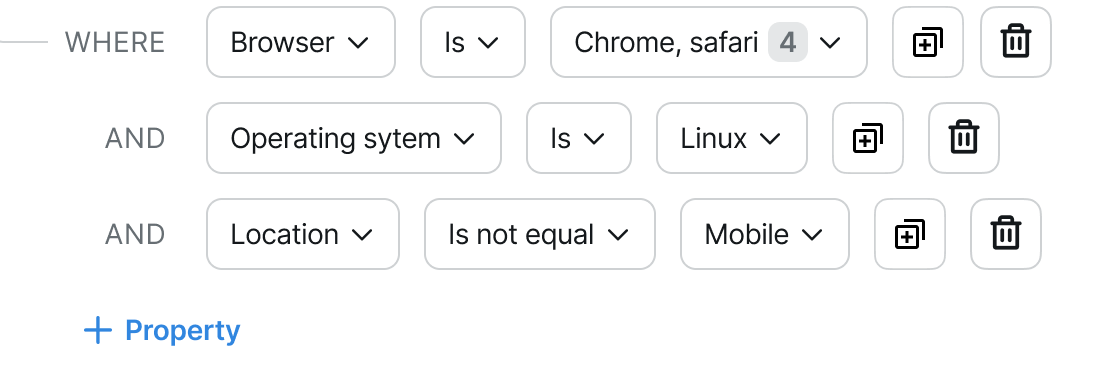 WHERE Browser Is Chrome, safari 4
AND Operating sytem Is Linux
AND Location Is not equal Mobile
+ Property